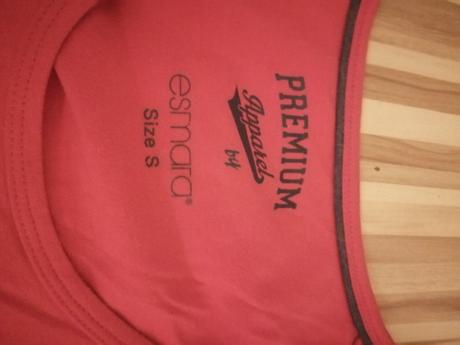 PREMIUM
Apparel
by
esmara®
Size S